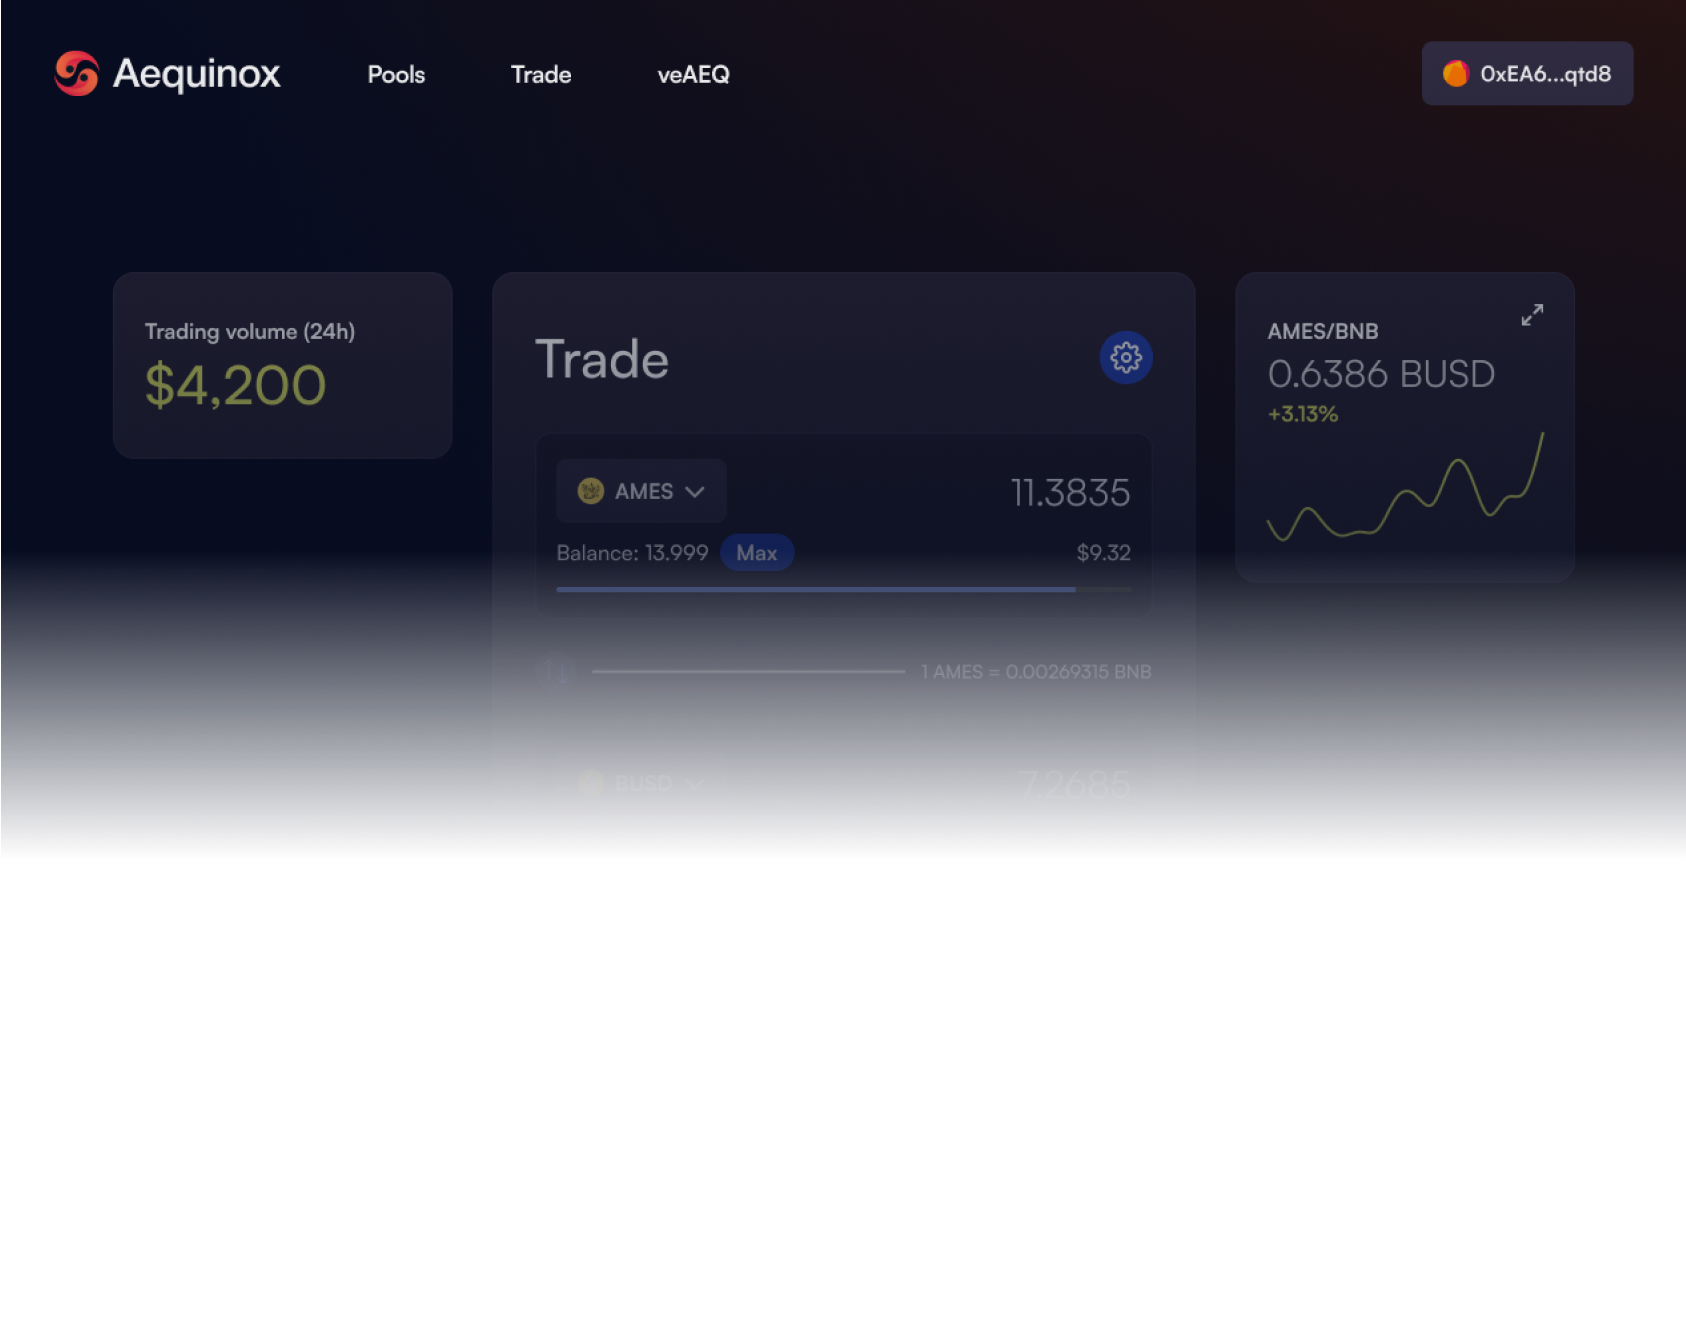 Aequinox
Pools
Trade
veAEQ
0xEA6...qtd8
Trading volume (24h)
$4,200
Trade
AMES/BNB
0.6386 BUSD
+3.13%
AMES
11.3835
Balance: 13.999
Max
$9.32
1 AMES = 0.00269315 BNB
BUSD
7.2685